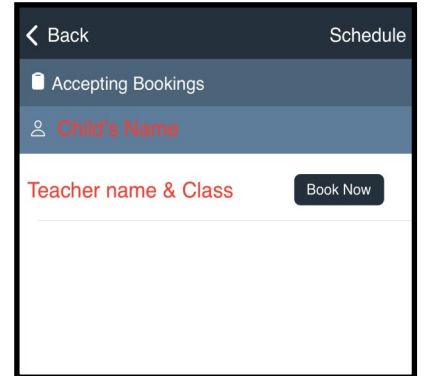 Back Schedule
Accepting Bookings
Child's Name
Teacher name & Class Book Now